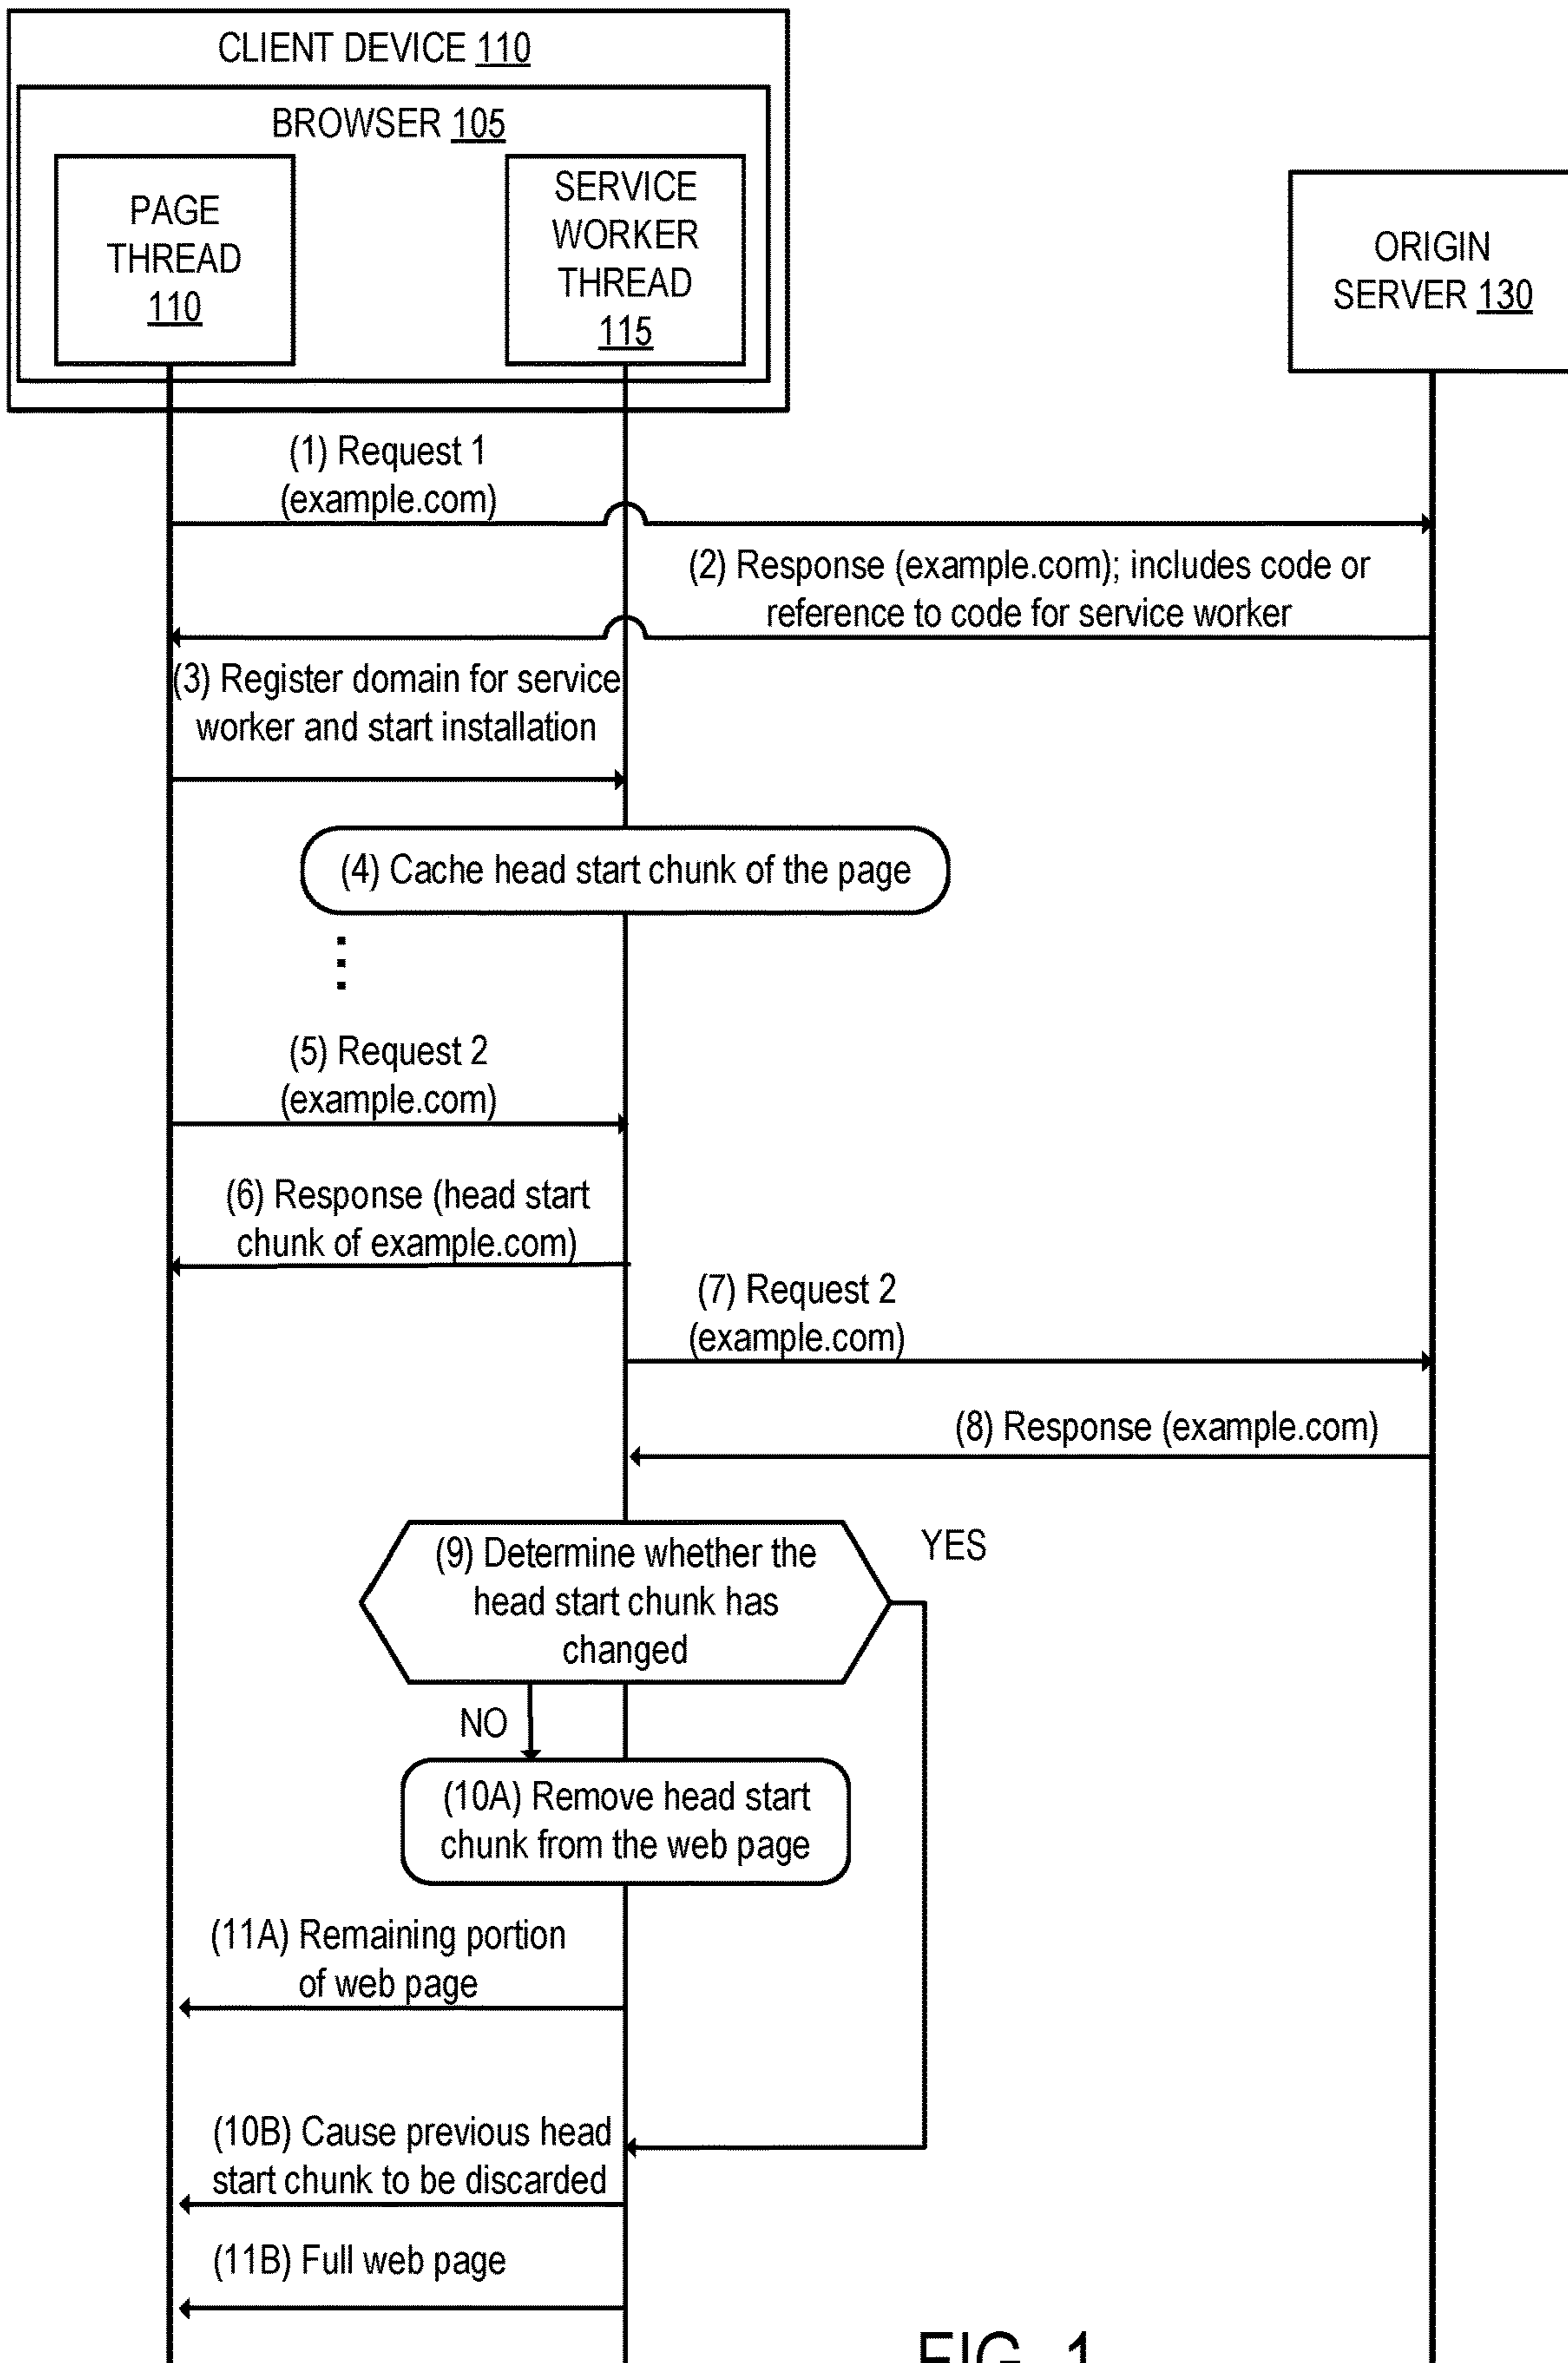 CLIENT DEVICE 110
BROWSER 105
PAGE
THREAD
110
SERVICE
WORKER
THREAD
115
ORIGIN
SERVER 130
(1) Request 1
(example.com)
(2) Response (example.com); includes code or
reference to code for service worker
(3) Register domain for service
worker and start installation
(4) Cache head start chunk of the page
(5) Request 2
(example.com)
(6) Response (head start
chunk of example.com)
(7) Request 2
(example.com)
(8) Response (example.com)
(9) Determine whether the
head start chunk has
changed
YES
NO
(10A) Remove head start
chunk from the web page
(11A) Remaining portion
of web page
(10B) Cause previous head
start chunk to be discarded
(11B) Full web page
FIG. 1